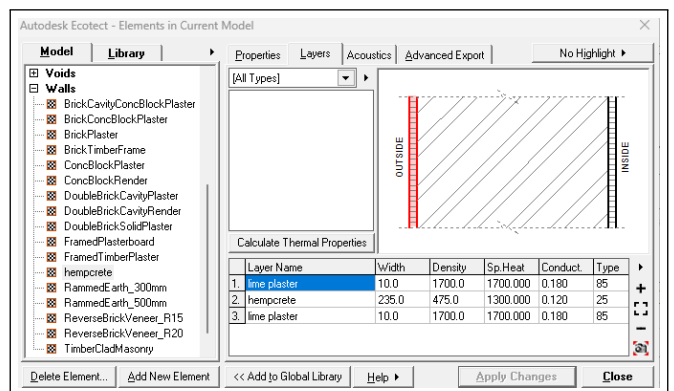 Autodesk Ecotect - Elements in Current Model
Model Library
Properties Layers Acoustics Advanced Export No Highlight
Voids
Walls
BrickCavityConcBlockPlaster
BrickConcBlockPlaster
BrickPlaster
BrickTimberFrame
ConcBlockPlaster
ConcBlockRender
DoubleBrickCavityPlaster
DoubleBrickCavityRender
DoubleBrickSolidPlaster
FramedPlasterboard
FramedTimberPlaster
hempcrete
RammedEarth_300mm
RammedEarth_500mm
ReverseBrickVeneer_R15
ReverseBrickVeneer_R20
TimberCladMasonry
[All Types]
OUTSIDE
INSIDE
Calculate Thermal Properties
Layer Name Width Density Sp.Heat Conduct. Type
1. lime plaster 10.0 1700.0 1700.000 0.180 85
2. hempcrete 235.0 475.0 1300.000 0.120 25
3. lime plaster 10.0 1700.0 1700.000 0.180 85
Delete Element... Add New Element << Add to Global Library Help Apply Changes Close